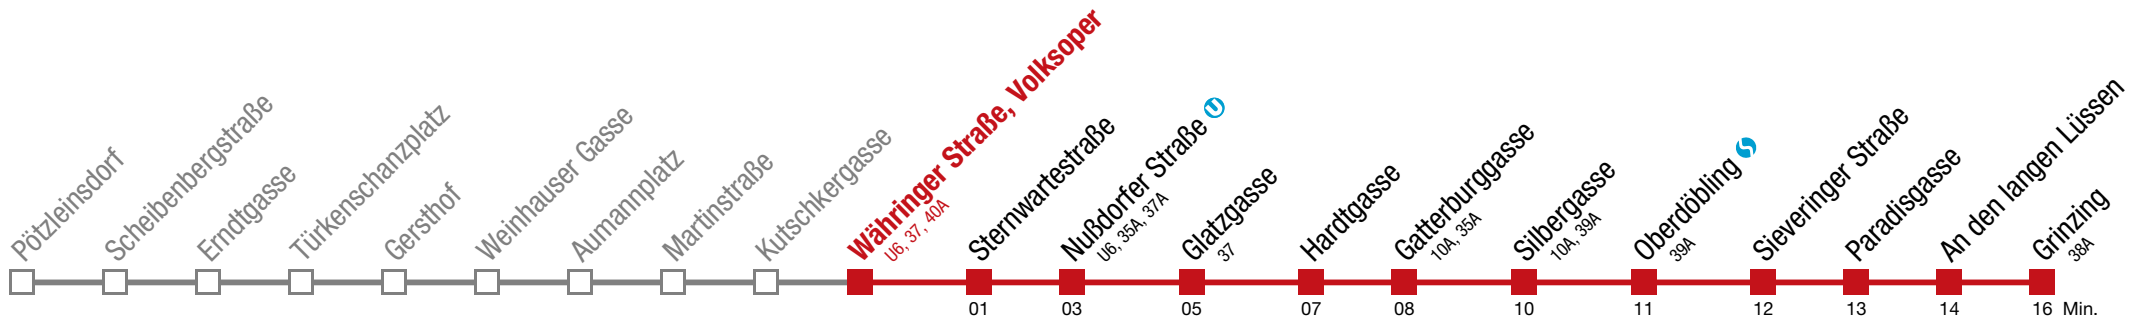 Pötzleinsdorf
Scheibenbergstraße
Erndtgasse
Türkenschanzplatz
Gersthof
Weinhauser Gasse
Aumannplatz
Martinstraße
Kutschkergasse
Währinger Straße, Volksoper
U6, 37, 40A
Sternwartestraße
Nußdorfer Straße U
U6, 35A, 37A
Glatzgasse
37
Hardtgasse
Gatterburggasse
10A, 35A
Silbergasse
10A, 39A
Oberdöbling S
39A
Sieveringer Straße
Paradisgasse
An den langen Lüssen
Grinzing
38A
01 03 05 07 08 10 11 12 13 14 16 Min.